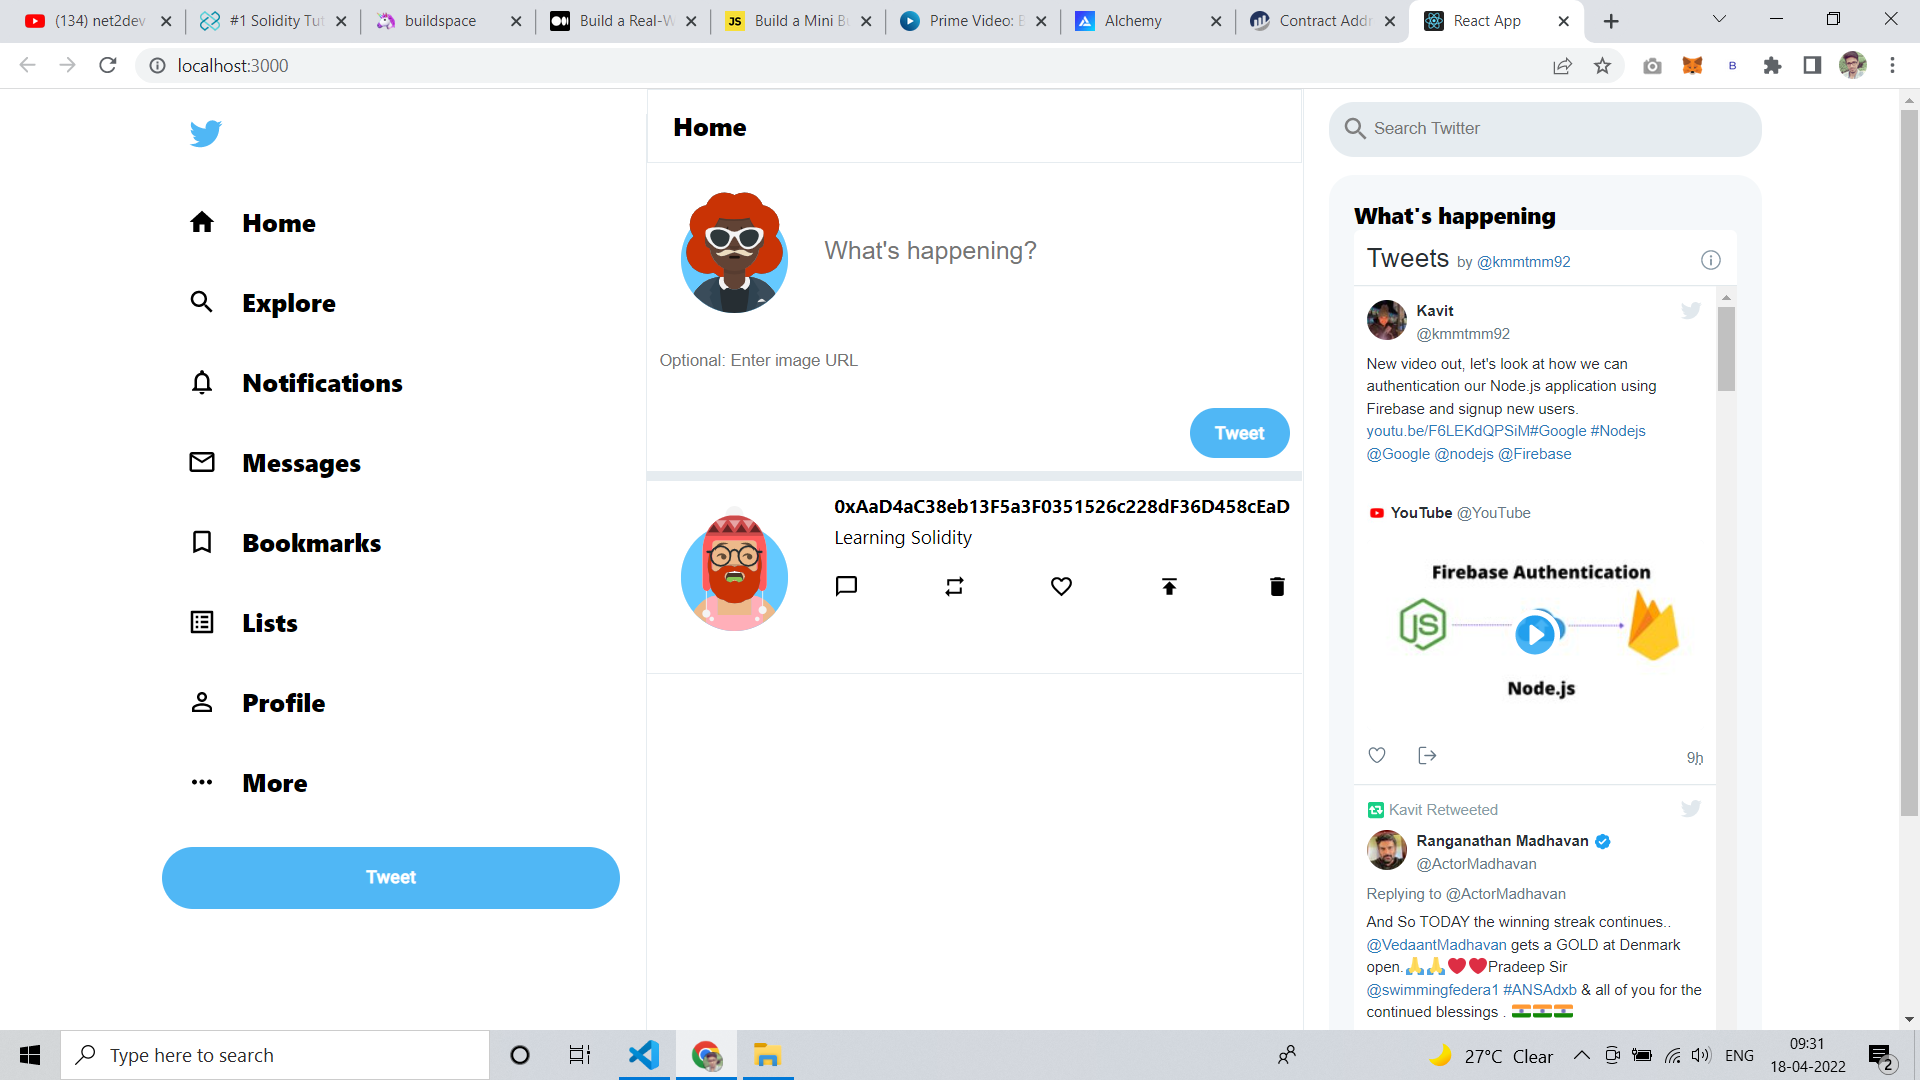 (134) net2dev
#1 Solidity Tut
buildspace
Build a Real-W
JS
Build a Mini B
Prime Video: B
Alchemy
Contract Addr
React App
localhost:3000
B
Home
Explore
Notifications
Messages
Bookmarks
Lists
Profile
More
Tweet
Home
What's happening?
Optional: Enter image URL
Tweet
0xAaD4aC38eb13F5a3F0351526c228dF36D458cEaD
Learning Solidity
Search Twitter
What's happening
Tweets by @kmmtmm92
Kavit
@kmmtmm92
New video out, let's look at how we can
authentication our Node.js application using
Firebase and signup new users.
youtu.be/F6LEKdQPSiM#Google #Nodejs
@Google @nodejs @Firebase
YouTube @YouTube
Firebase Authentication
JS
Node.js
9h
Kavit Retweeted
Ranganathan Madhavan
@ActorMadhavan
Replying to @ActorMadhavan
And So TODAY the winning streak continues..
@VedaantMadhavan gets a GOLD at Denmark
open.🙏🙏❤️❤️Pradeep Sir
@swimmingfedera1 #ANSAdxb & all of you for the
continued blessings . 🇮🇳🇮🇳🇮🇳
Type here to search
27°C Clear
ENG
09:31
18-04-2022
2